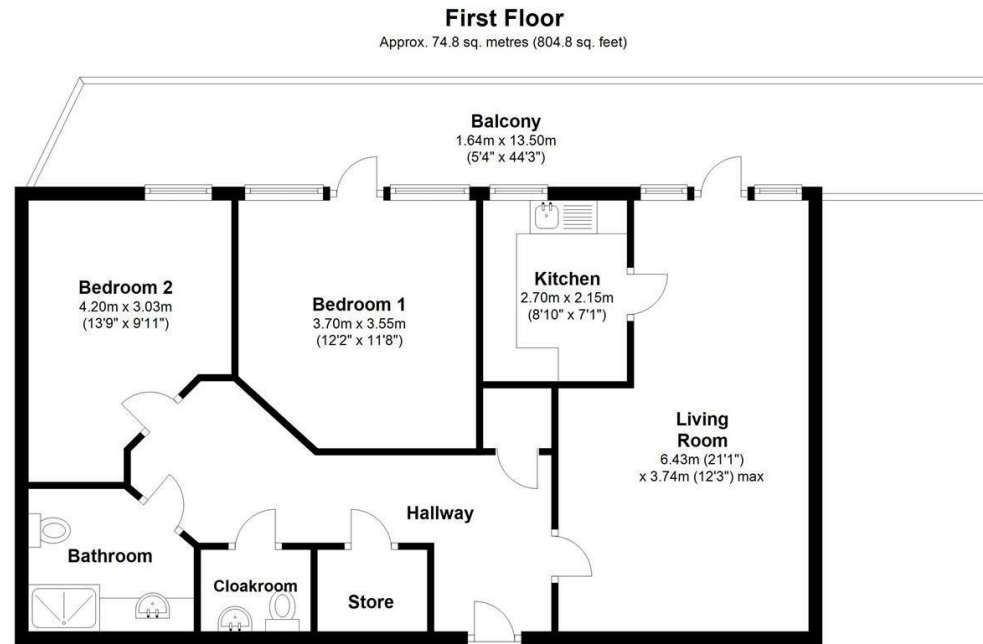 First Floor
Approx. 74.8 sq. metres (804.8 sq. feet)
Balcony
1.64m x 13.50m
(5'4" x 44'3")
Bedroom 2
4.20m x 3.03m
(13'9" x 9'11")
Bedroom 1
3.70m x 3.55m
(12'2" x 11'8")
Kitchen
2.70m x 2.15m
(8'10" x 7'1")
Living
Room
6.43m (21'1")
x 3.74m (12'3") max
Hallway
Bathroom
Cloakroom
Store